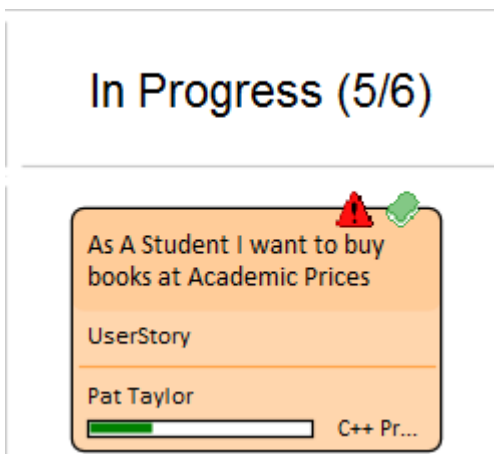 In Progress (5/6)
As A Student I want to buy
books at Academic Prices
UserStory
Pat Taylor
C++ Pr...